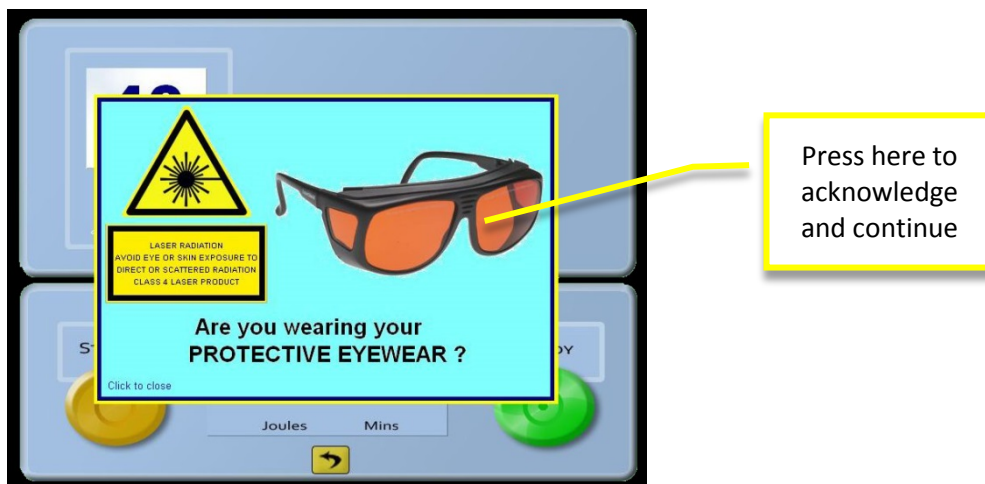 LASER RADIATION
AVOID EYE OR SKIN EXPOSURE TO
DIRECT OR SCATTERED RADIATION
CLASS 4 LASER PRODUCT
Are you wearing your
PROTECTIVE EYEWEAR ?
Click to close
Joules Mins
Press here to
acknowledge
and continue